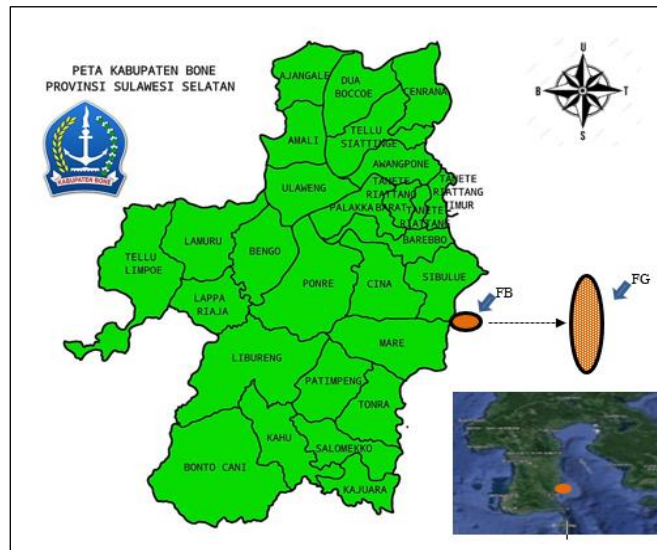 PETA KABUPATEN BONE
PROVINSI SULAWESI SELATAN
KABUPATEN BONE
U
B
T
S
AJANGALE
DUA
BOCCOE
CENRANA
AMALI
TELLU
SIATTINGE
AWANGPONE
ULAWENG
TANETE
RIATTANG
BARAT
TANETE
RIATTANG
TIMUR
PALAKKA
TANETE
RIATTANG
BAREBBO
LAMURU
BENGO
TELLU
LIMPOE
PONRE
CINA
SIBULUE
LAPPA
RIAJA
FB
FG
MARE
LIBURENG
PATIMPENG
TONRA
KAHU
SALOMEKKO
BONTO CANI
KAJUARA